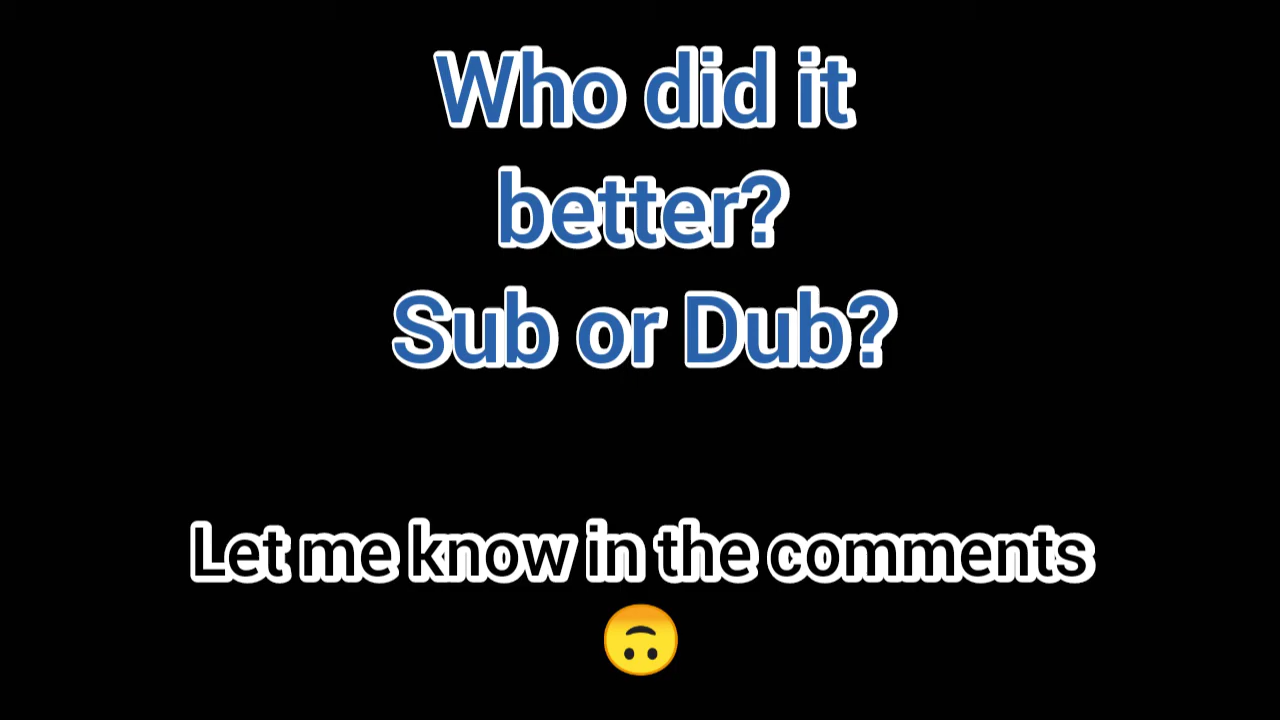 Who did it
better?
Sub or Dub?
Let me know in the comments
🙃